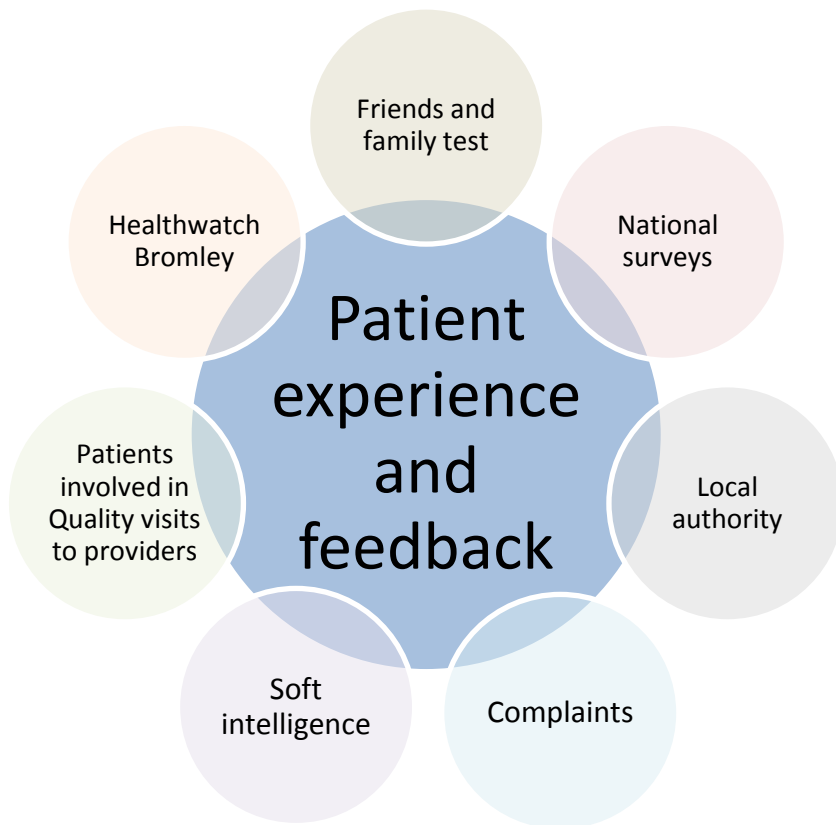 Friends and
family test
Healthwatch
Bromley
National
surveys
Patient
experience
and
feedback
Patients
involved in
Quality visits
to providers
Local
authority
Soft
intelligence
Complaints